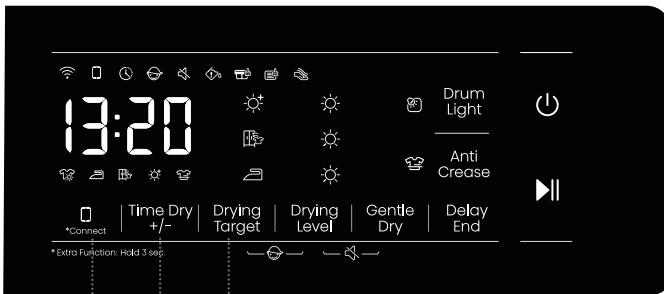 13:20
Drum
Light
Anti
Crease
*Connect
Time Dry
+/-
Drying
Target
Drying
Level
Gentle
Dry
Delay
End
* Extra Function: Hold 3 sec.